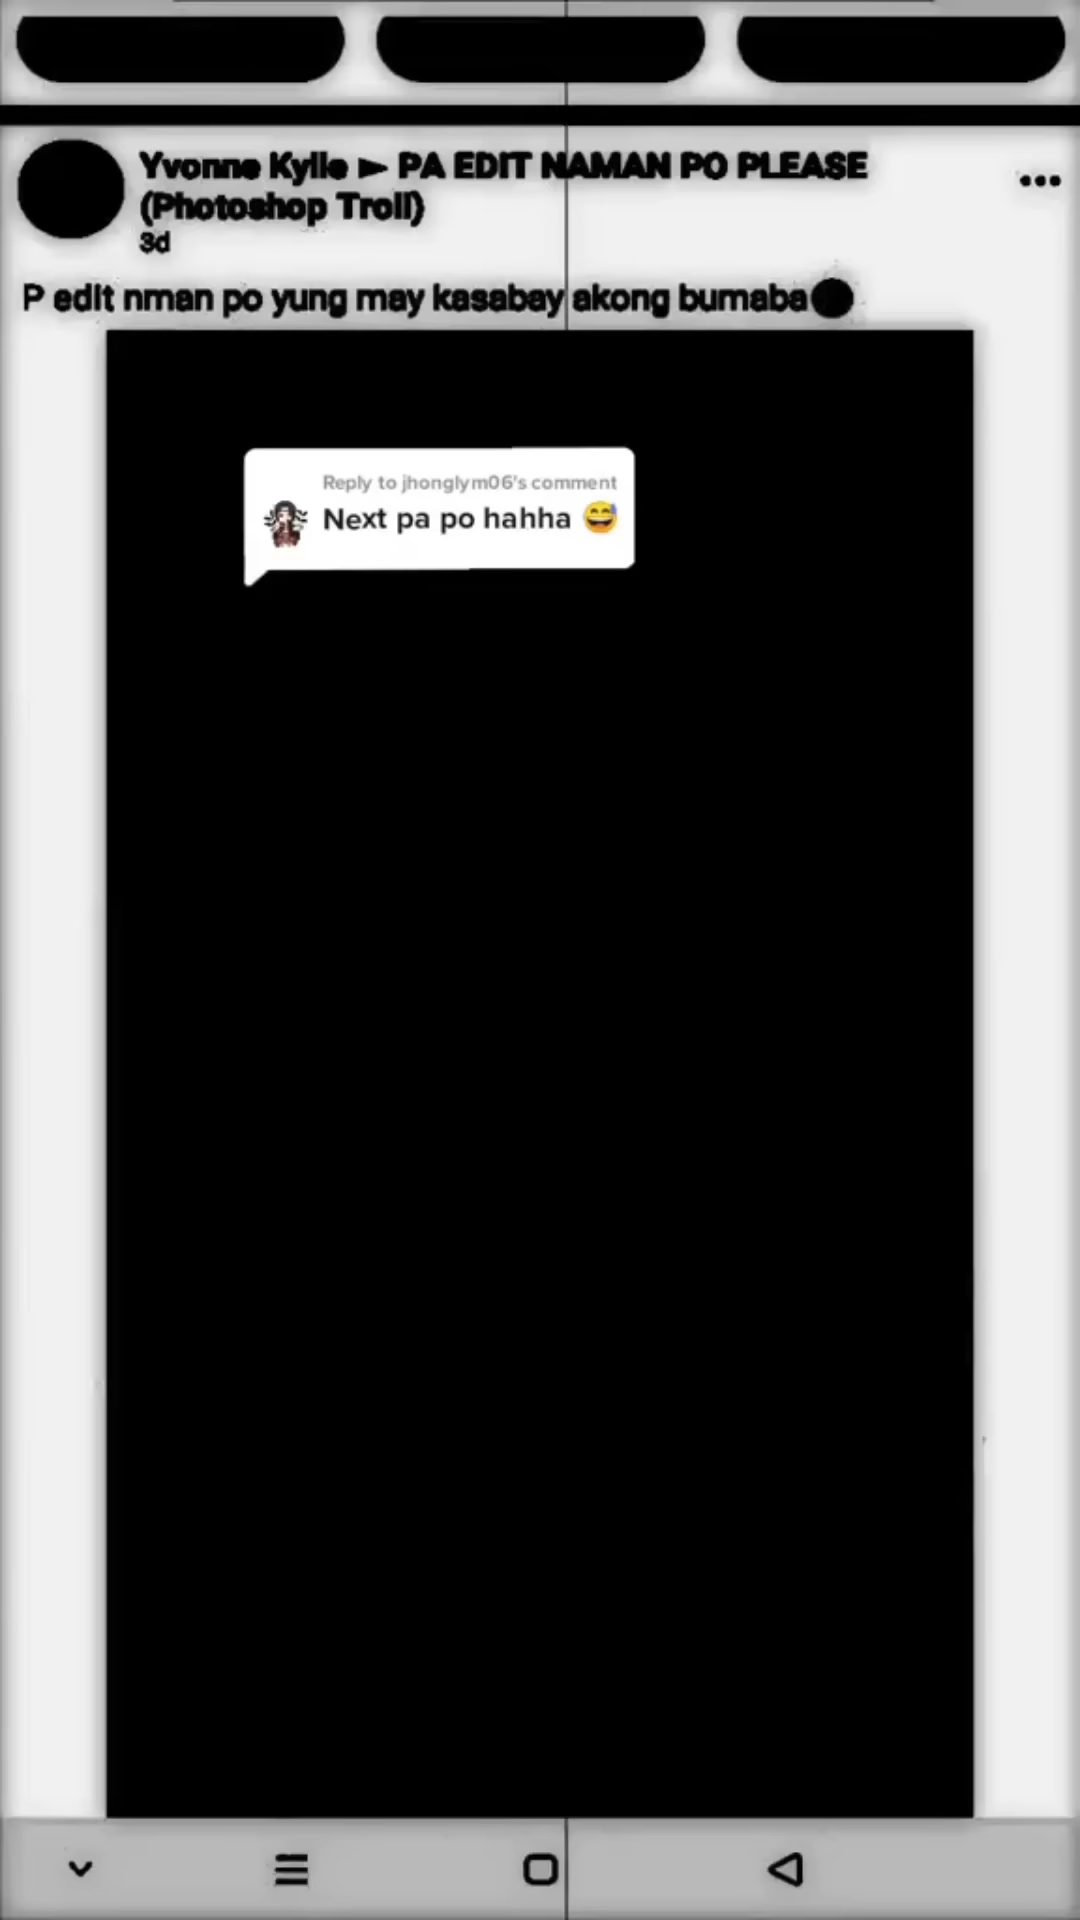 Yvonne Kylie ► PA EDIT NAMAN PO PLEASE
(Photoshop Troll)
3d
P edit nman po yung may kasabay akong bumaba
Reply to jhonglym06's comment
Next pa po hahha 😅